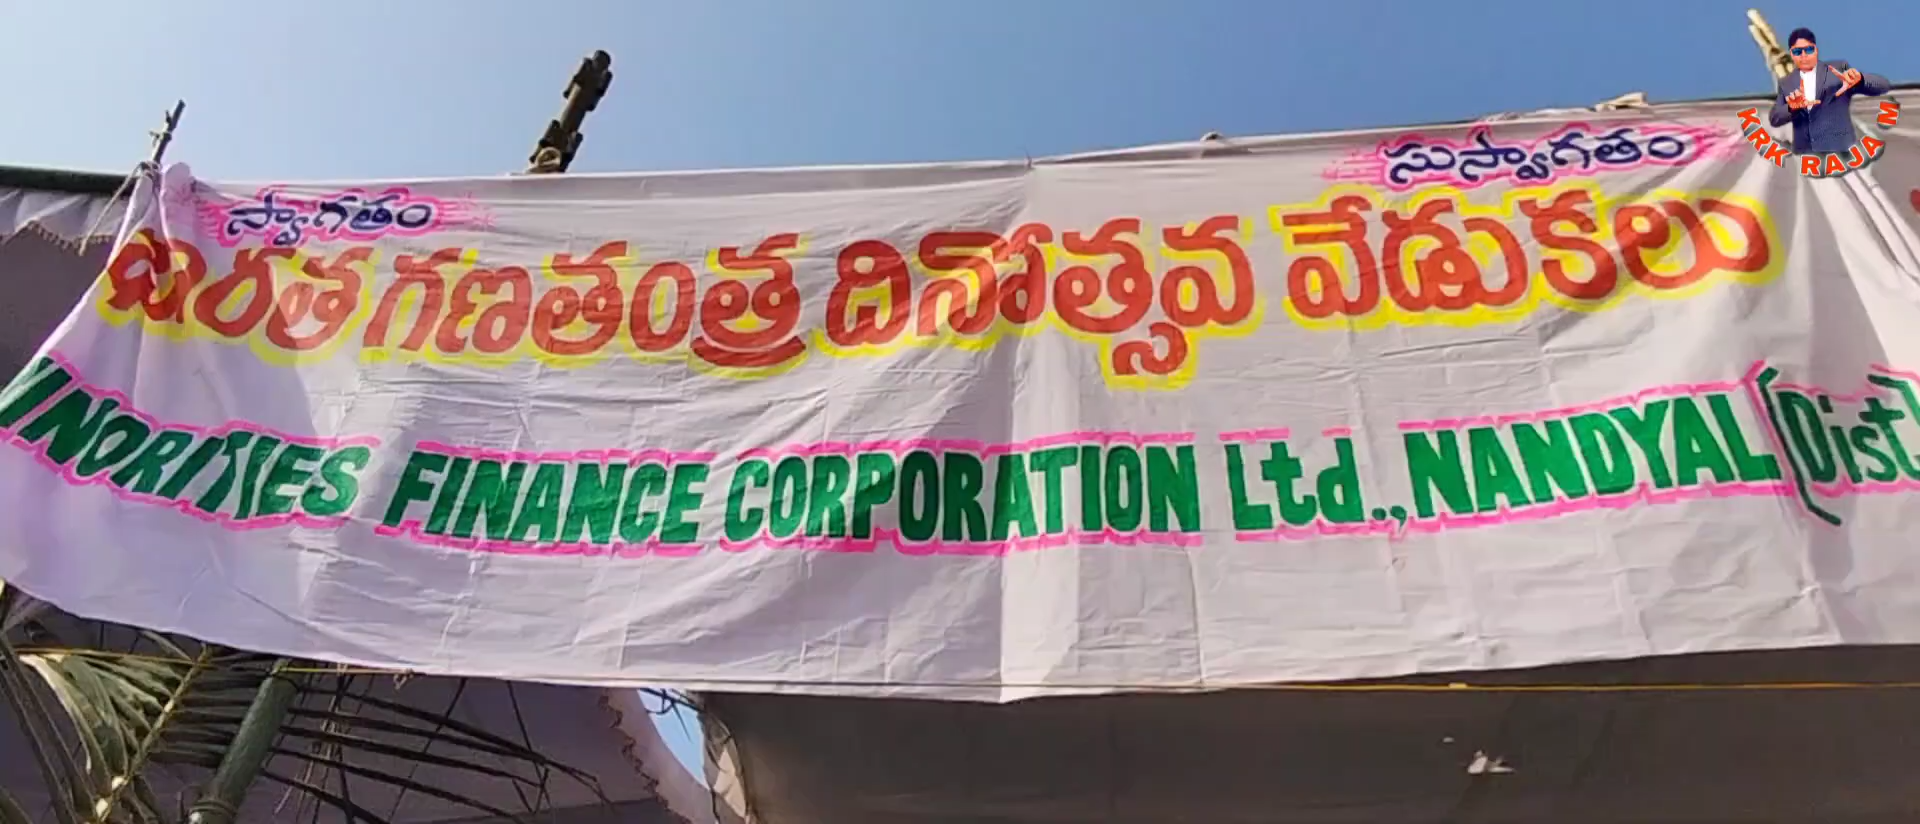 స్వాగతం సుస్వాగతం
భారత గణతంత్ర దినోత్సవ వేడుకలు
MINORITIES FINANCE CORPORATION Ltd., NANDYAL (Dist)
KRK RAJA M